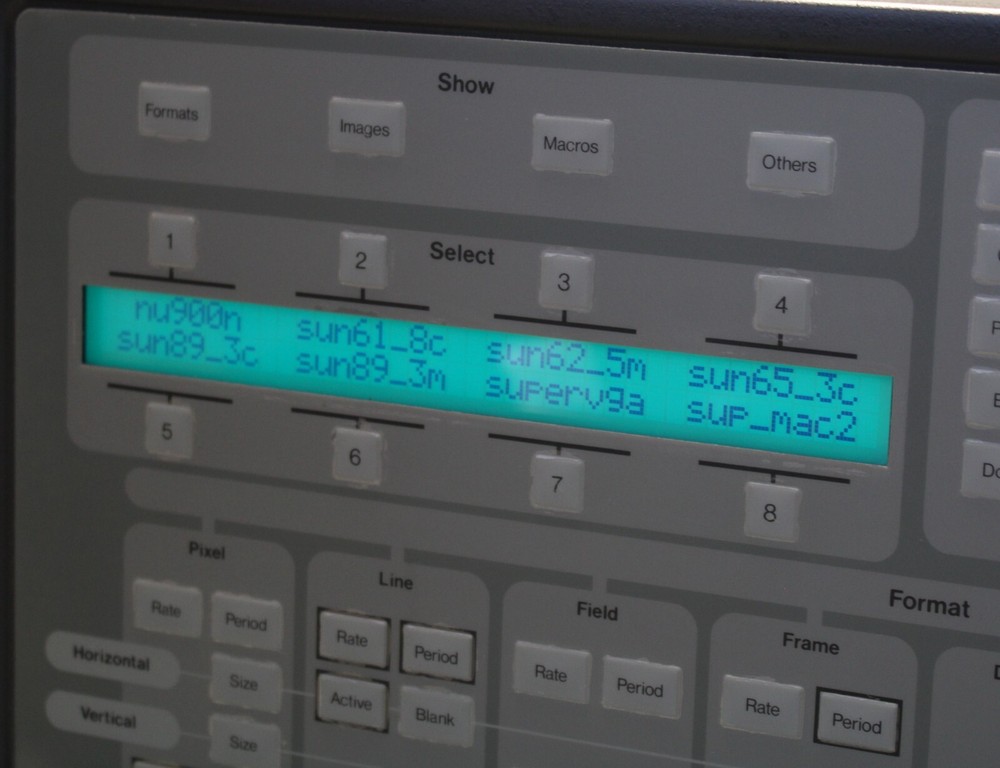 Show
Formats Images Macros Others
Select
1 2 3 4
nu900n sun61_8c sun62_5m sun65_3c
sun89_3c sun89_3m supervga sup_mac2
5 6 7 8
Format
Pixel Line Field Frame
Rate Period Rate Period Rate Period Rate Period
Horizontal Size Active Blank
Vertical Size